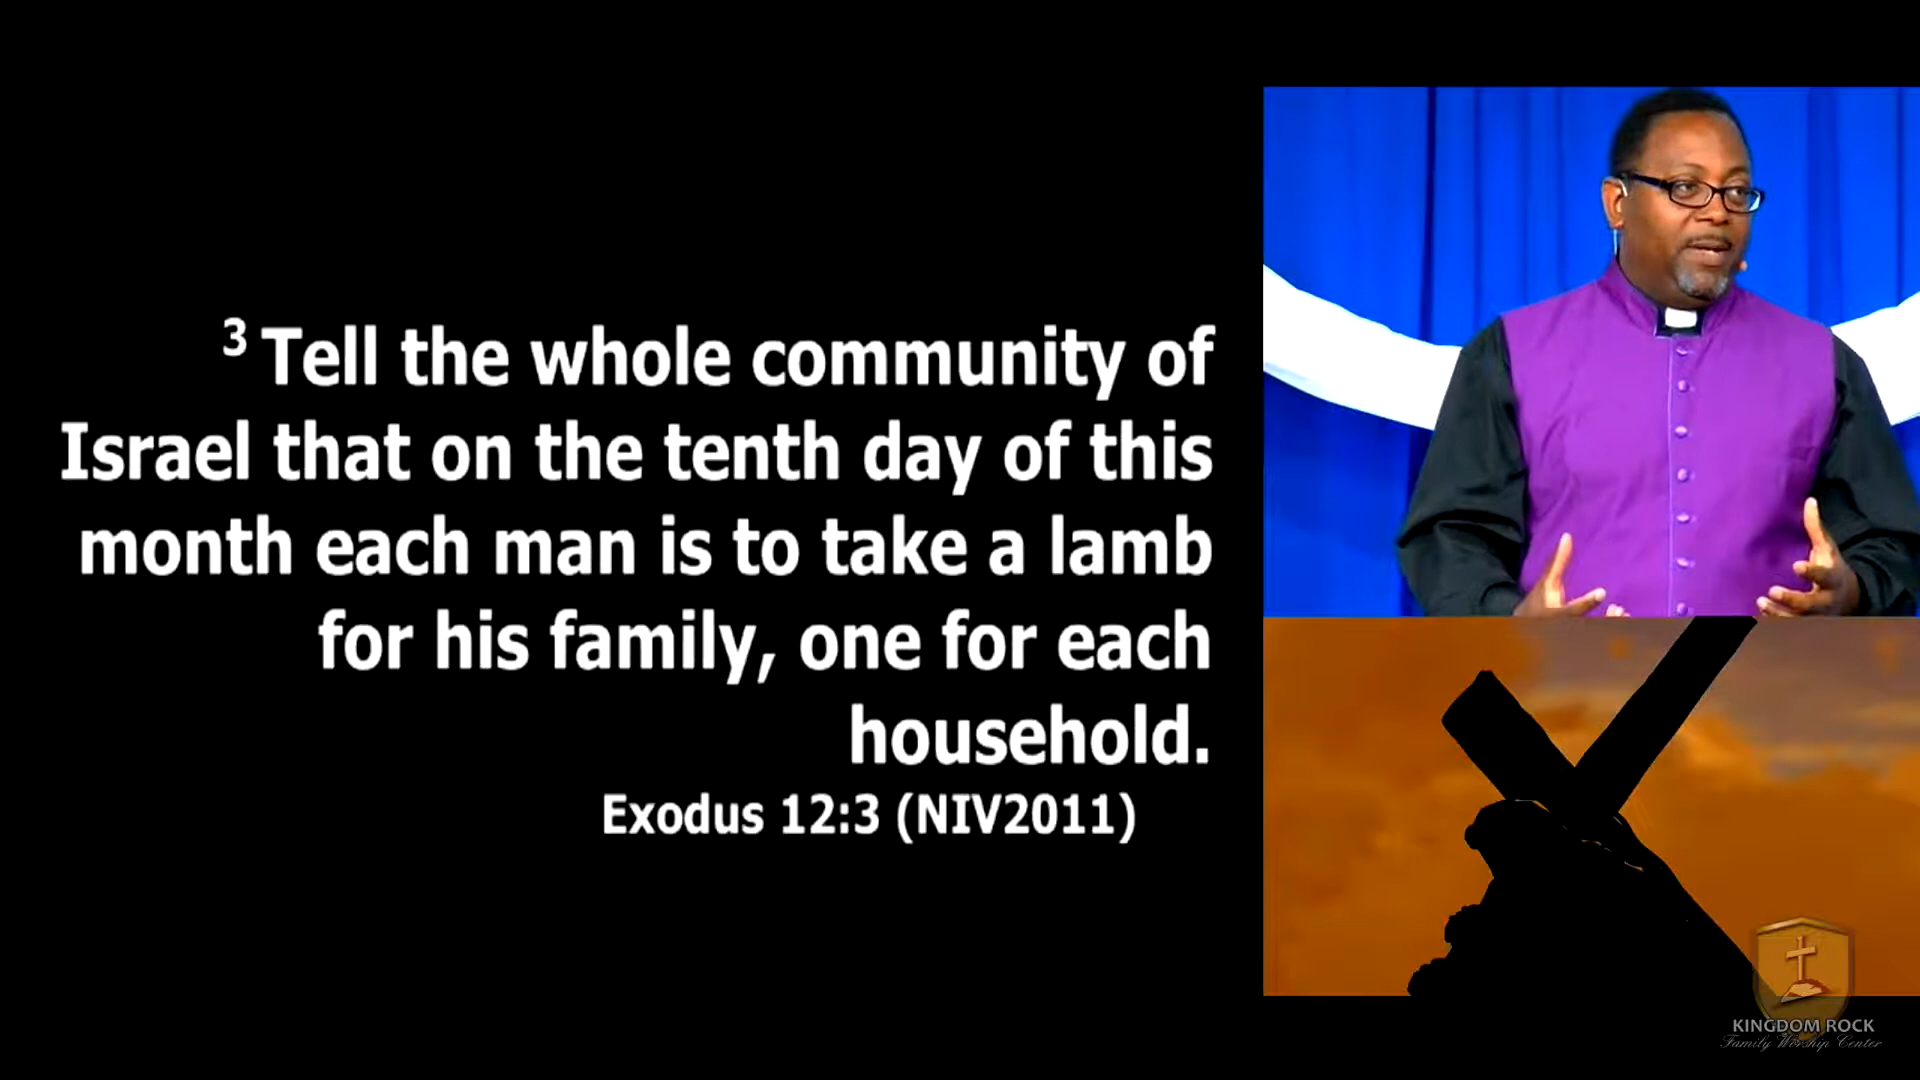 3 Tell the whole community of
Israel that on the tenth day of this
month each man is to take a lamb
for his family, one for each
household.
Exodus 12:3 (NIV2011)
KINGDOM ROCK
Family Worship Center